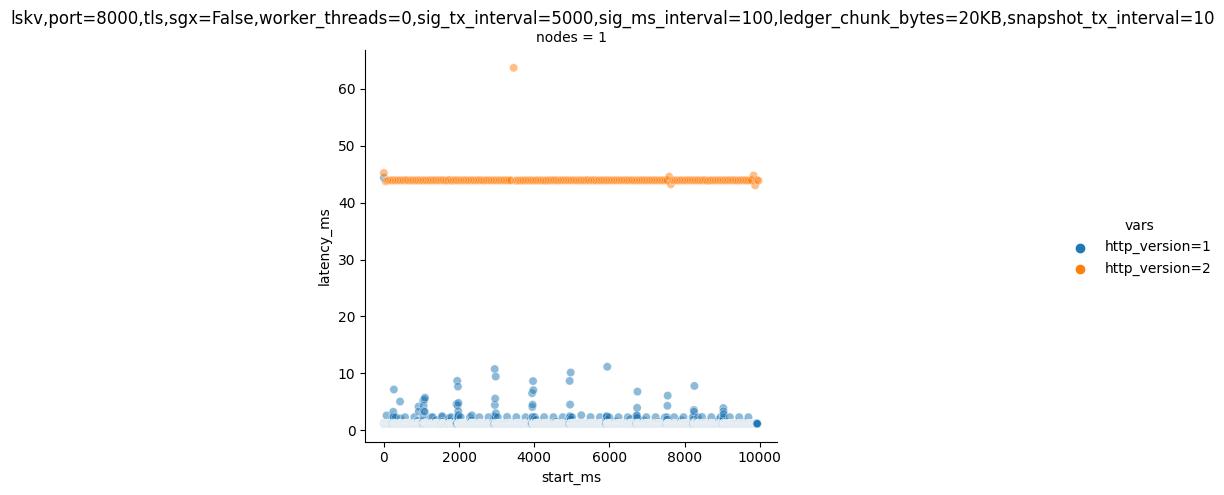 lskv,port=8000,tls,sgx=False,worker_threads=0,sig_tx_interval=5000,sig_ms_interval=100,ledger_chunk_bytes=20KB,snapshot_tx_interval=10
nodes = 1
60
50
40
30
20
10
0
latency_ms
0 2000 4000 6000 8000 10000
start_ms
vars
http_version=1
http_version=2